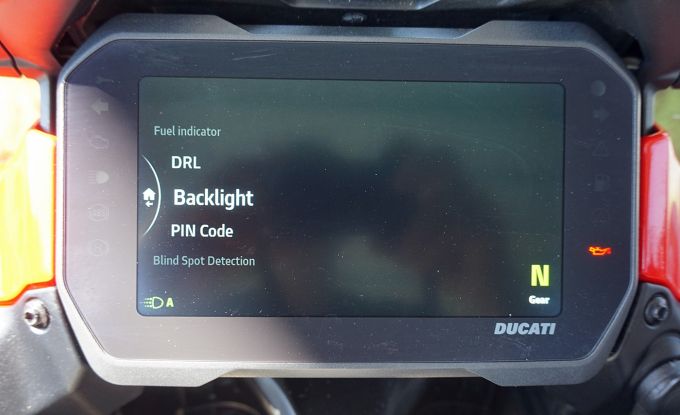 Fuel indicator
DRL
Backlight
PIN Code
Blind Spot Detection
A
N
Gear
DUCATI